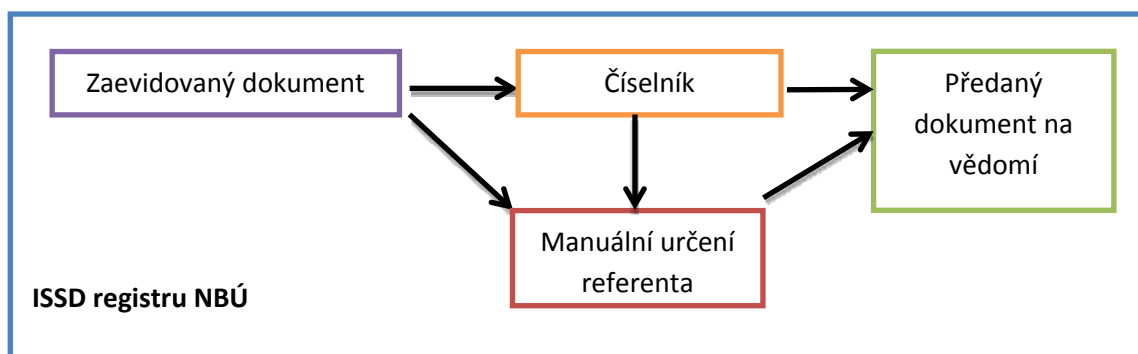 Zaevidovaný dokument
Číselník
Předaný
dokument na
vědomí
Manuální určení
referenta
ISSD registru NBÚ